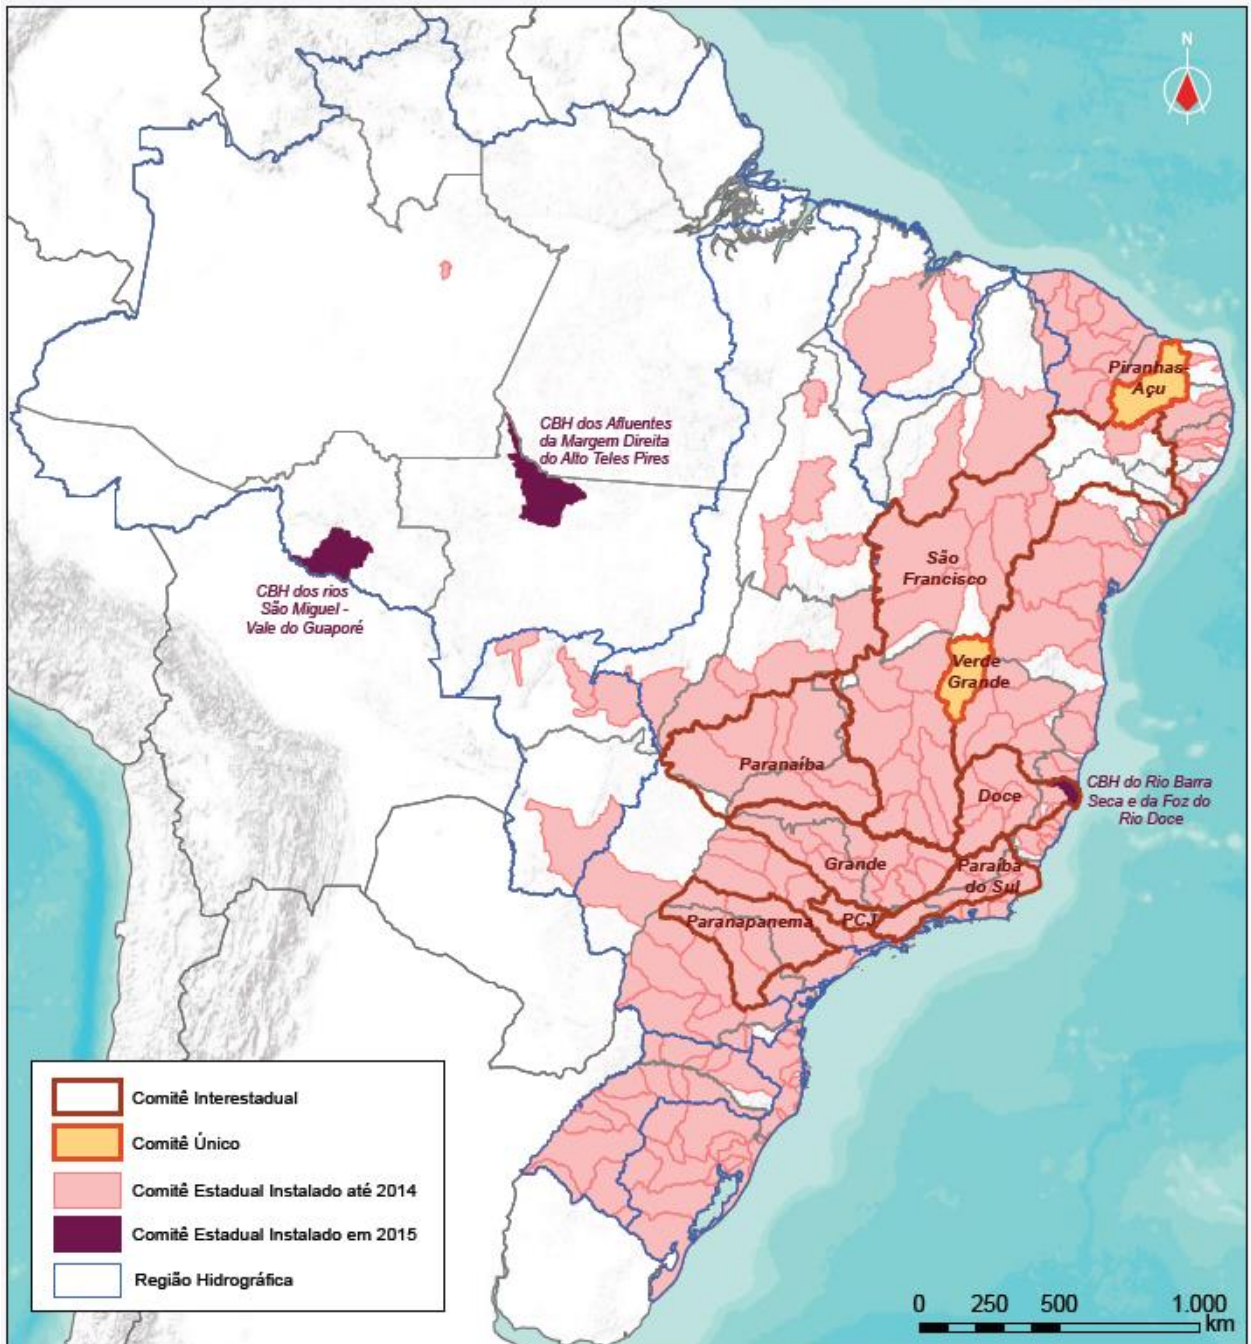 N
Piranhas-
Açu
CBH dos Afluentes
da Margem Direita
do Alto Teles Pires
São
Francisco
CBH dos rios
São Miguel -
Vale do Guaporé
Verde
Grande
Paranaíba
Doce
CBH do Rio Barra
Seca e da Foz do
Rio Doce
Grande
Paraíba
do Sul
Paranapanema
PCJ
Comitê Interestadual
Comitê Único
Comitê Estadual Instalado até 2014
Comitê Estadual Instalado em 2015
Região Hidrográfica
0 250 500 1.000
km